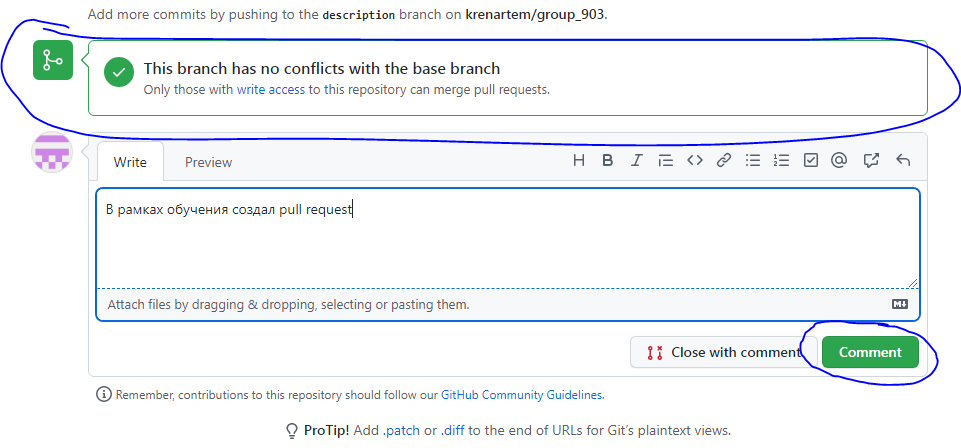 Add more commits by pushing to the description branch on krenartem/group_903.
This branch has no conflicts with the base branch
Only those with write access to this repository can merge pull requests.
Write Preview H B I
В рамках обучения создал pull request
Attach files by dragging & dropping, selecting or pasting them.
Close with comment Comment
Remember, contributions to this repository should follow our GitHub Community Guidelines.
ProTip! Add .patch or .diff to the end of URLs for Git's plaintext views.